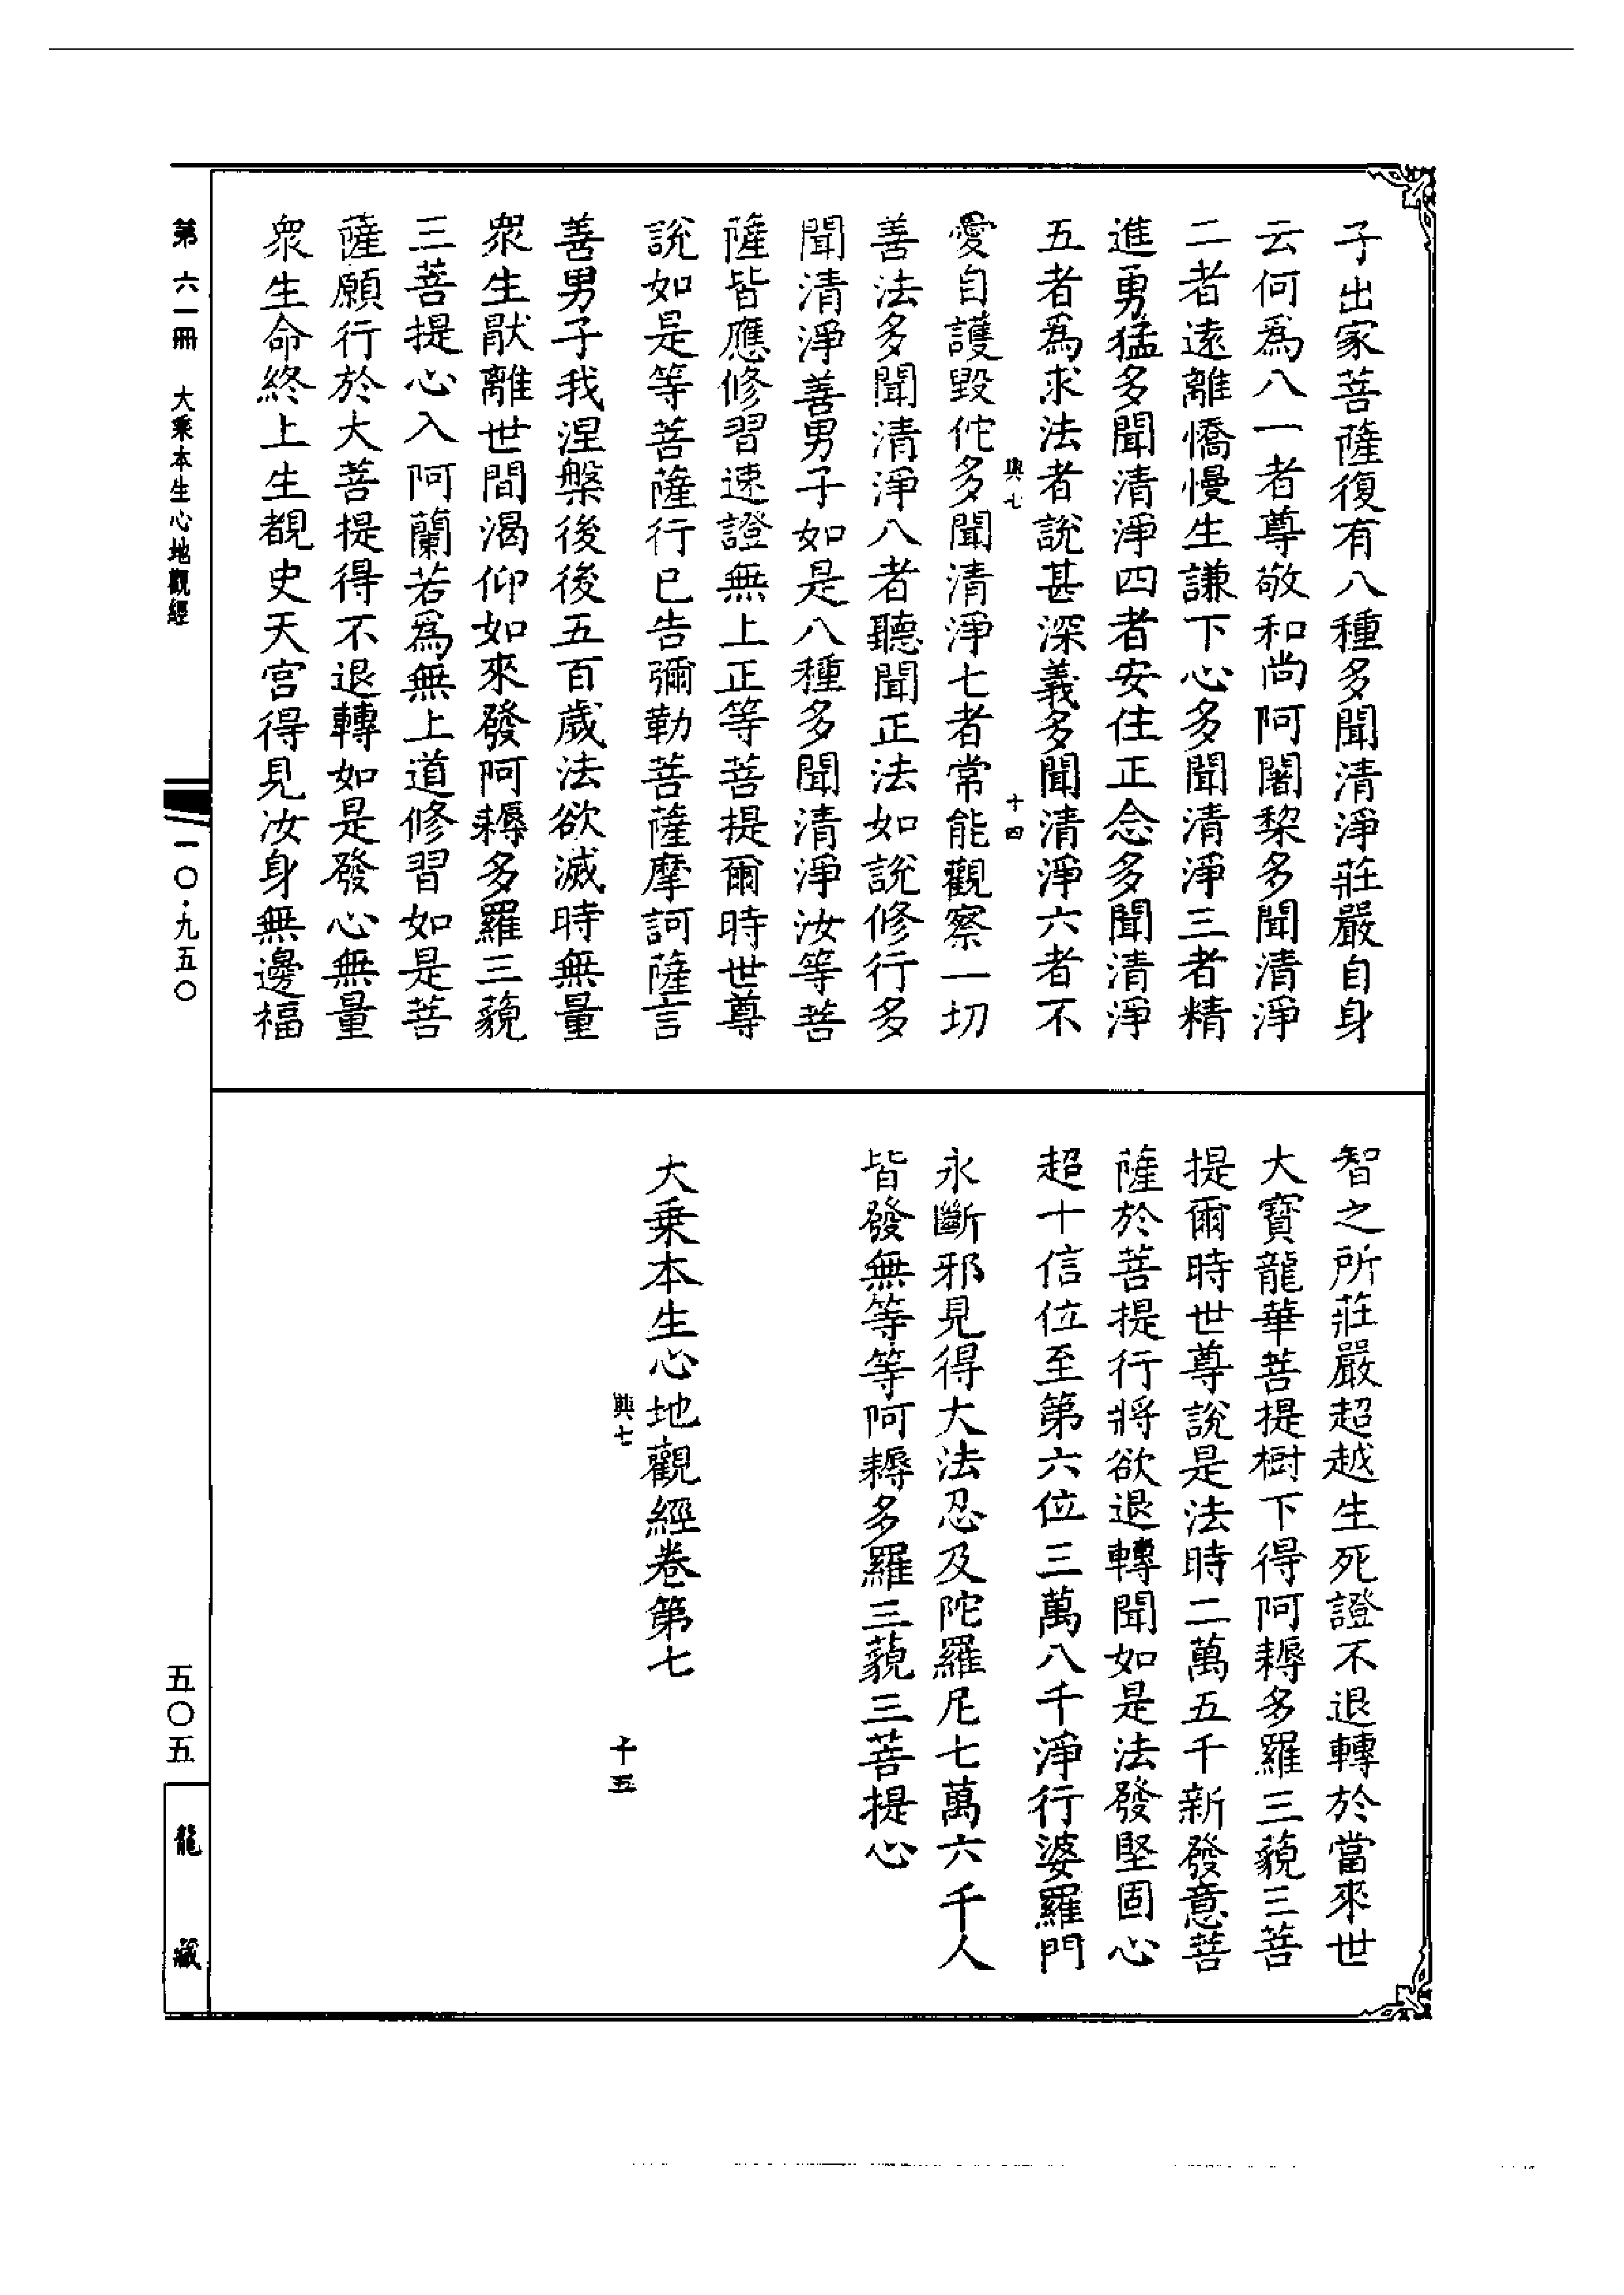 子出家菩薩復有八種多聞清淨莊嚴自身
云何爲八一者尊敬和尚阿闍棃多聞清淨
二者遠離憍慢生謙下心多聞清淨三者精
進勇猛多聞清淨四者安住正念多聞清淨
五者爲求法者說甚深義多聞清淨六者不
興七
十四
愛自護毀佗多聞清淨七者常能觀察一切
善法多聞清淨八者聽聞正法如說修行多
聞清淨善男子如是八種多聞清淨汝等菩
薩皆應修習速證無上正等菩提爾時世尊
說如是等菩薩行已告彌勒菩薩摩訶薩言
善男子我涅槃後後五百歲法欲滅時無量
衆生厭離世間渴仰如來發阿耨多羅三藐
三菩提心入阿蘭若爲無上道修習如是菩
薩願行於大菩提得不退轉如是發心無量
衆生命終上生覩史天宮得見汝身無邊福
智之所莊嚴超越生死證不退轉於當來世
大寶龍華菩提樹下得阿耨多羅三藐三菩
提爾時世尊說是法時二萬五千新發意菩
薩於菩提行將欲退轉聞如是法發堅固心
超十信位至第六位三萬八千淨行婆羅門
永斷邪見得大法忍及陀羅尼七萬六千人
皆發無等等阿耨多羅三藐三菩提心
大乗本生心地觀經卷第七
興七
十五
第六一冊 大乘本生心地觀經
一〇·九五〇
五〇五
龍藏